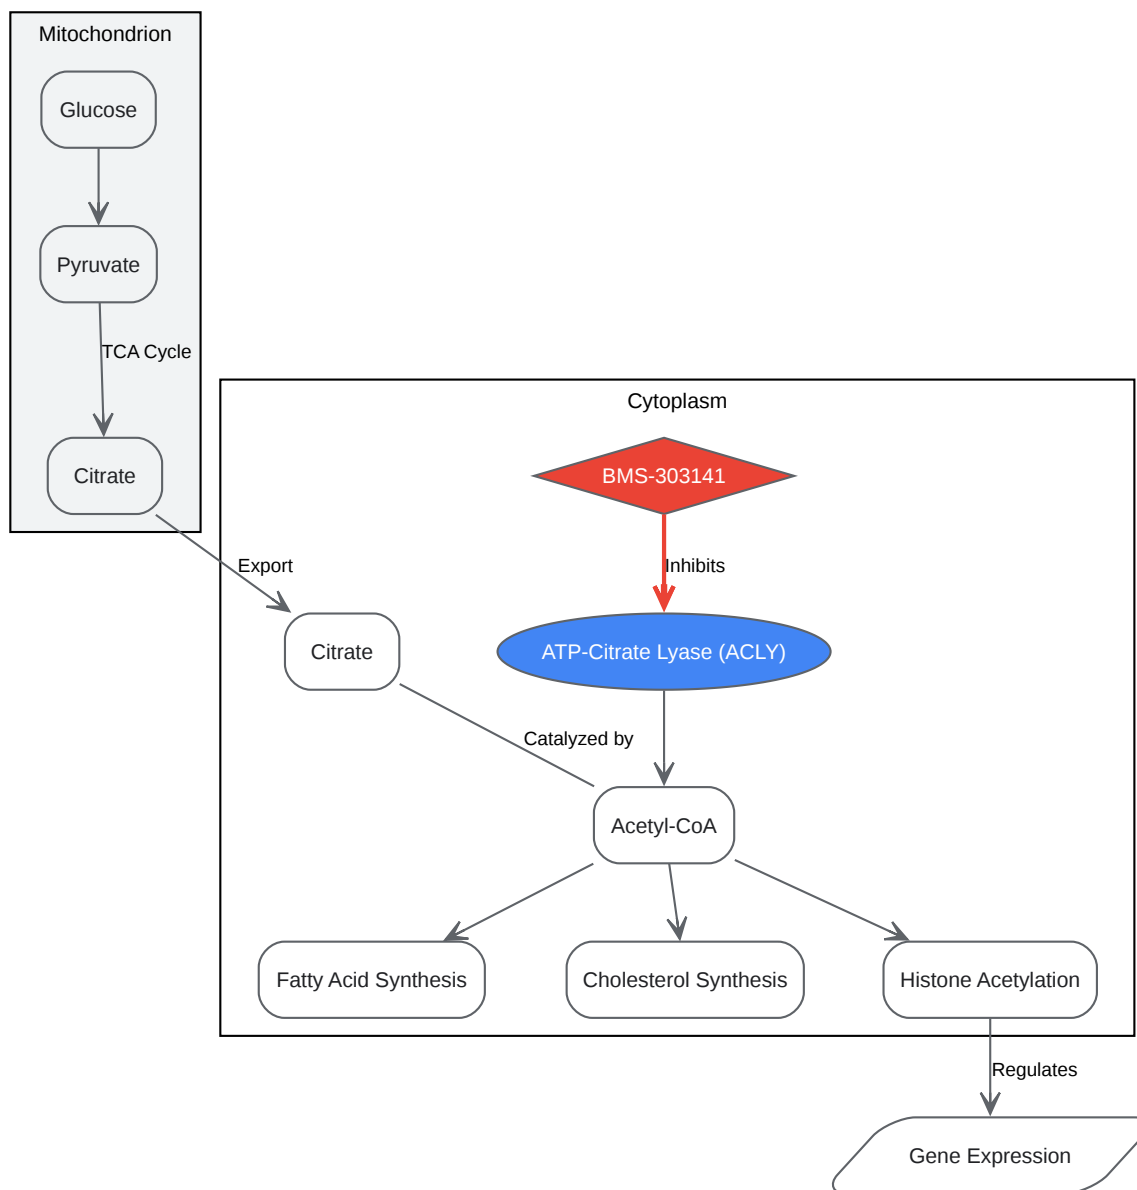 Mitochondrion
Glucose
Pyruvate
TCA Cycle
Citrate
Export
Cytoplasm
BMS-303141
Inhibits
Citrate
ATP-Citrate Lyase (ACLY)
Catalyzed by
Acetyl-CoA
Fatty Acid Synthesis
Cholesterol Synthesis
Histone Acetylation
Regulates
Gene Expression